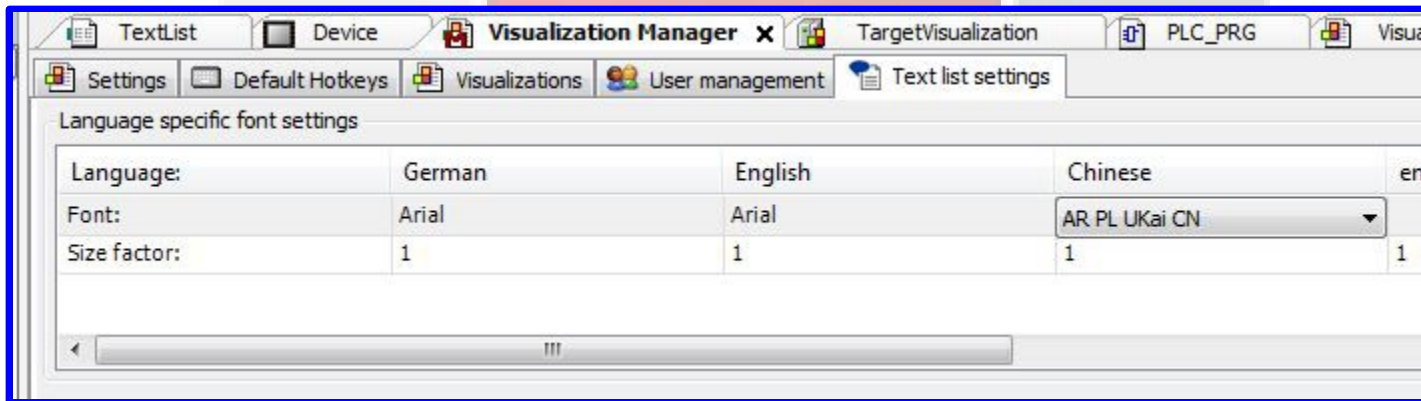 TextList Device Visualization Manager TargetVisualization PLC_PRG
Settings Default Hotkeys Visualizations User management Text list settings
Language specific font settings
Language: German English Chinese
Font: Arial Arial AR PL UKai CN
Size factor: 1 1 1 1